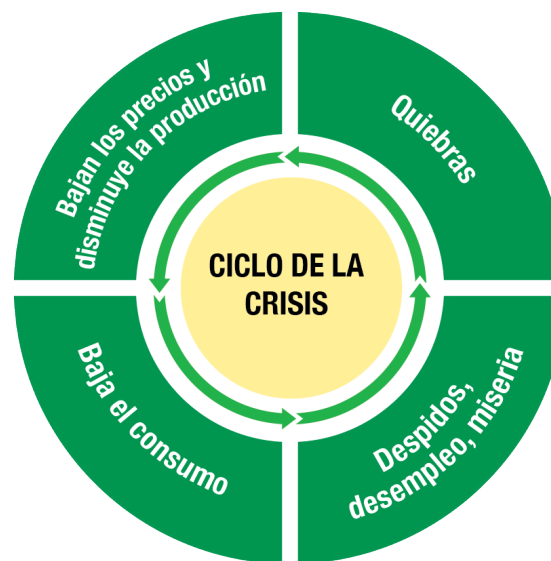 Bajan los precios y
disminuye la producción
Quiebras
CICLO DE LA
CRISIS
Baja el consumo
Despidos,
desempleo, miseria